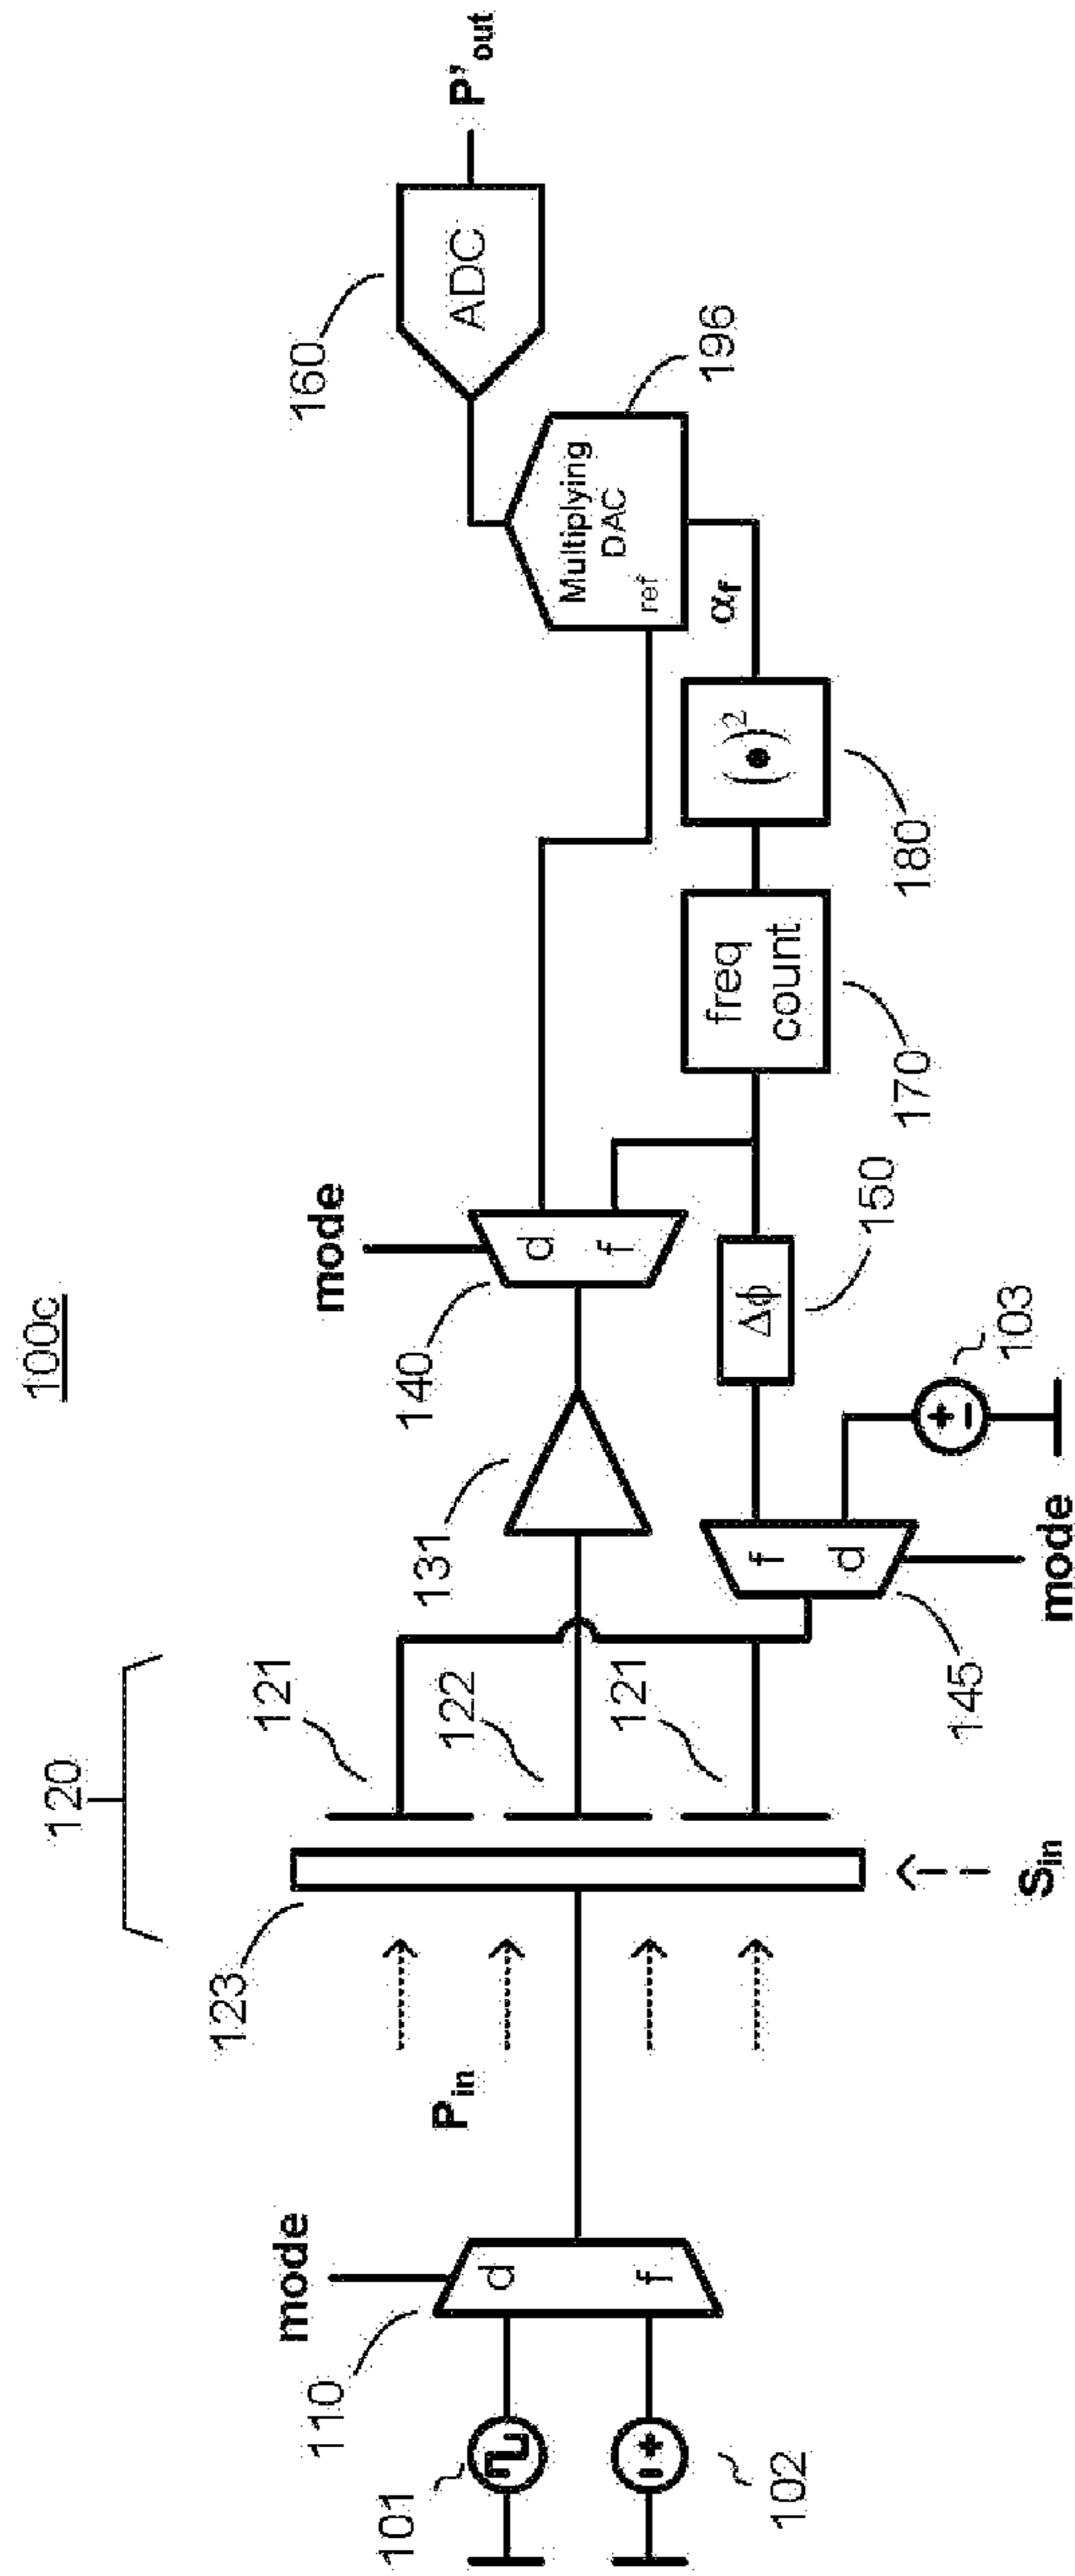 100c
120
123
121
122
121
131
140
mode
160
ADC
P'out
Multiplying
DAC
ref
196
αf
(•)²
180
freq
count
170
d
f
150
Δϕ
103
f
d
mode
145
Sin
Pin
mode
d
f
110
101
102